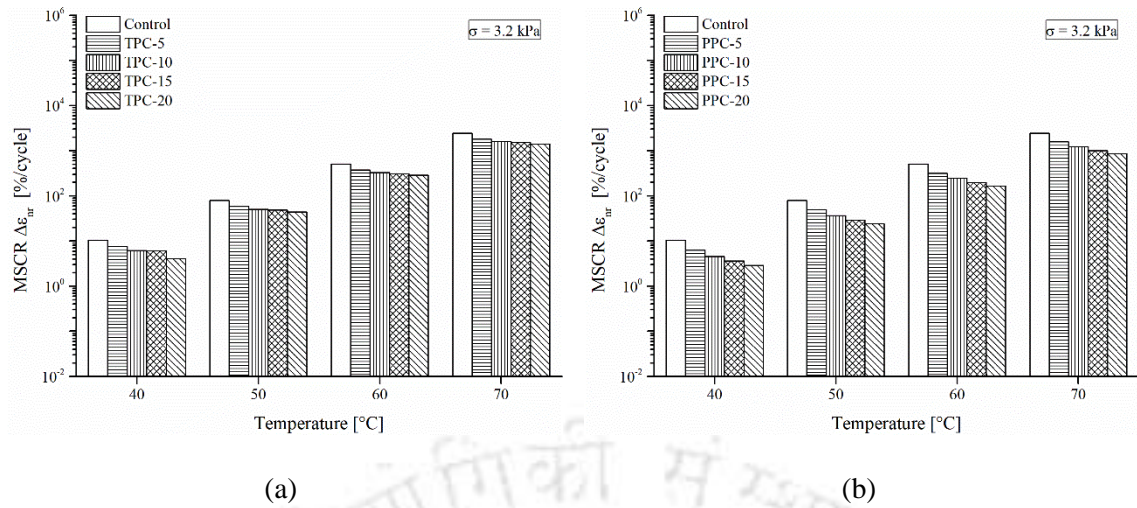 10^6
10^4
10^2
10^0
10^-2
MSCR Δε_nr [%/cycle]
Control
TPC-5
TPC-10
TPC-15
TPC-20
σ = 3.2 kPa
40 50 60 70
Temperature [°C]
(a)
10^6
10^4
10^2
10^0
10^-2
MSCR Δε_nr [%/cycle]
Control
PPC-5
PPC-10
PPC-15
PPC-20
σ = 3.2 kPa
40 50 60 70
Temperature [°C]
(b)